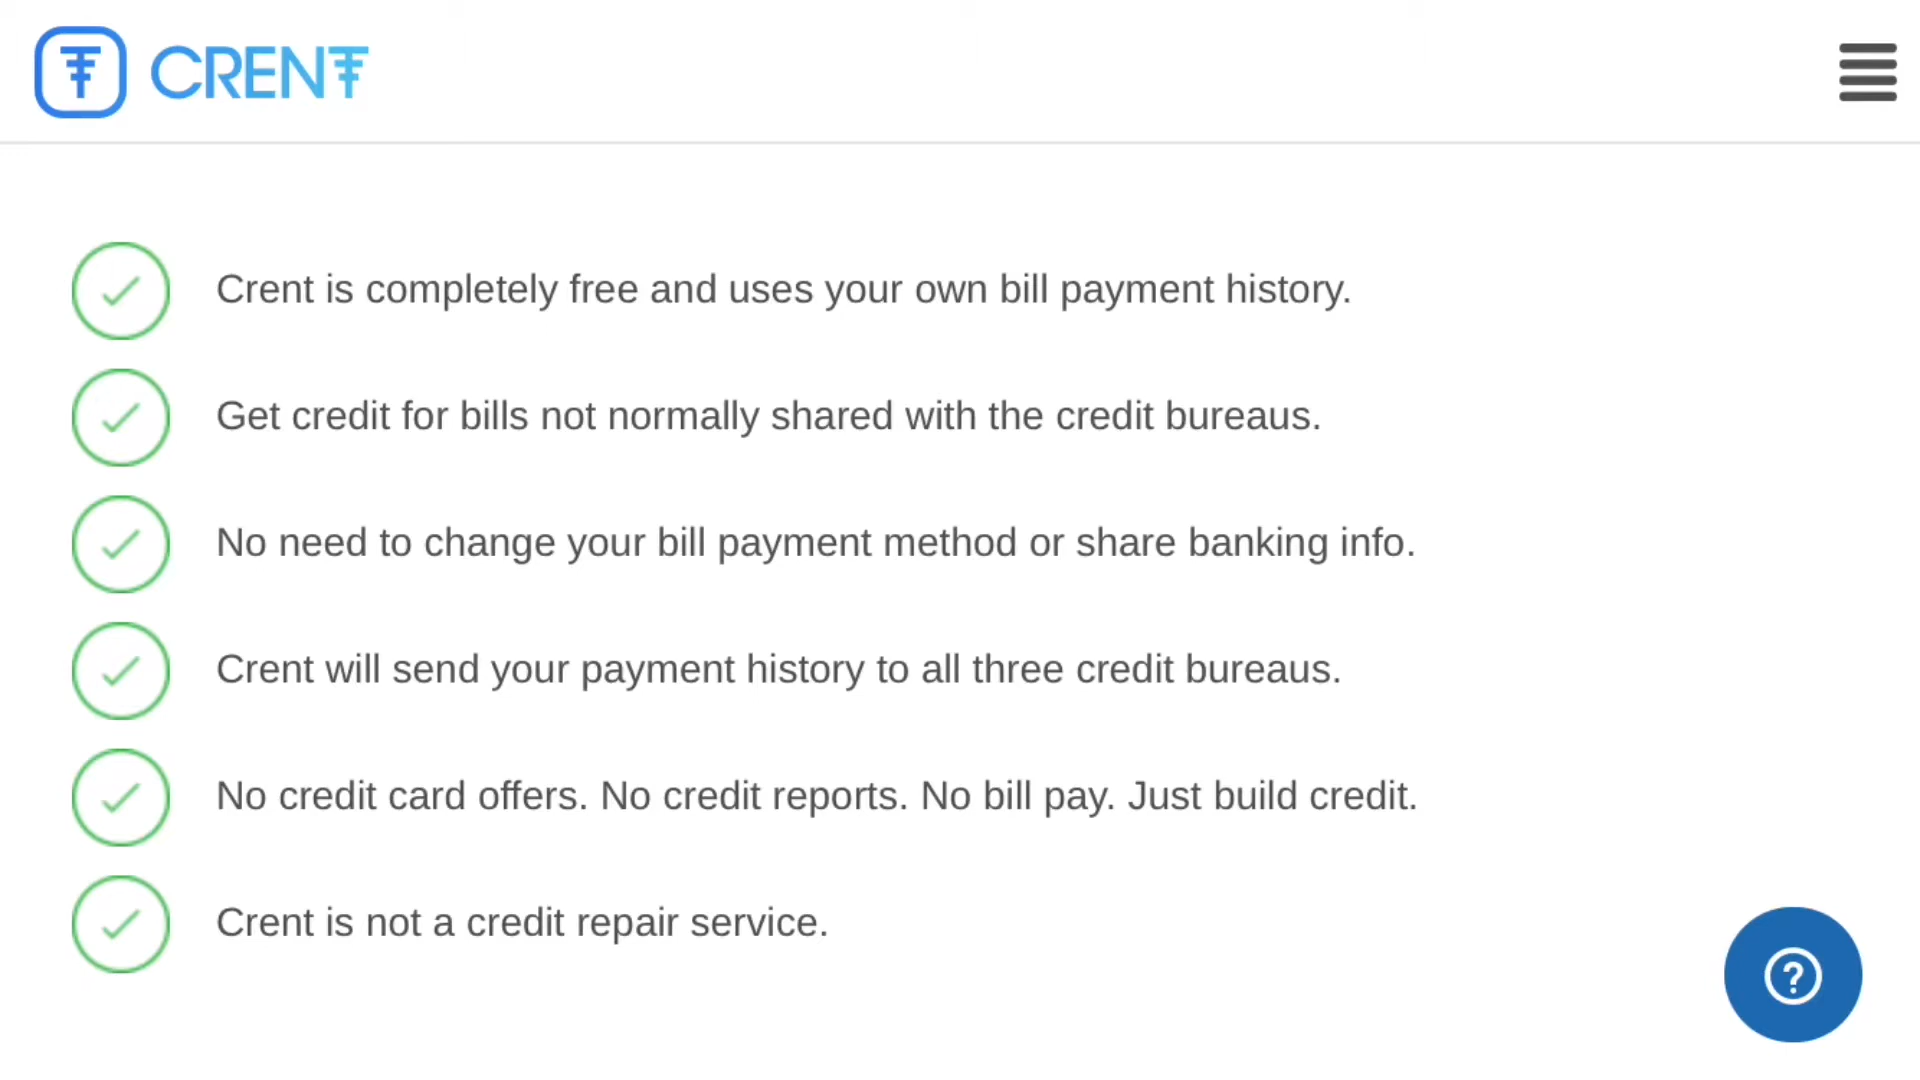 CRENT
Crent is completely free and uses your own bill payment history.
Get credit for bills not normally shared with the credit bureaus.
No need to change your bill payment method or share banking info.
Crent will send your payment history to all three credit bureaus.
No credit card offers. No credit reports. No bill pay. Just build credit.
Crent is not a credit repair service.
?